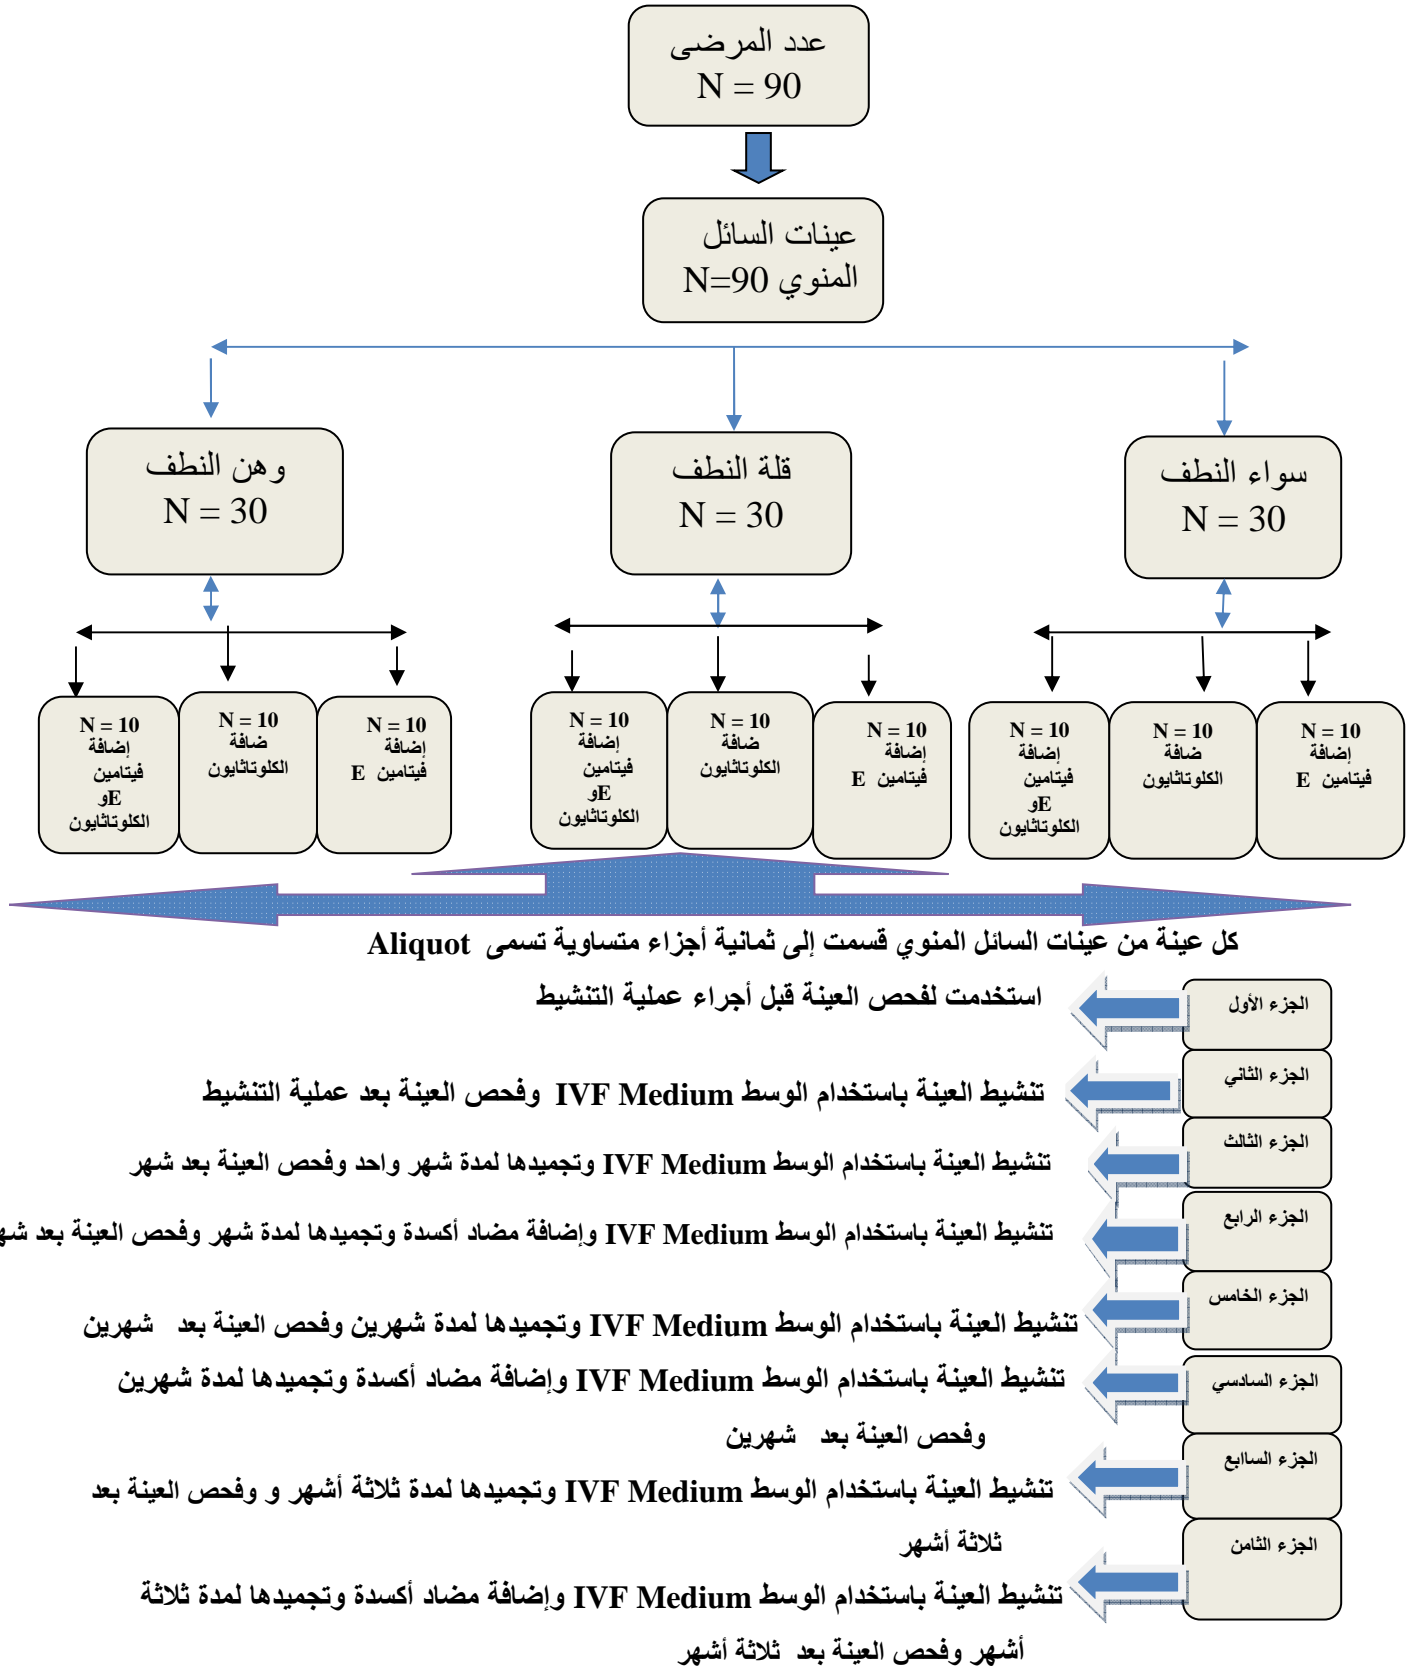 عدد المرضى
N = 90
عينات السائل
المنوي N=90
سواء النطف
N = 30
قلة النطف
N = 30
وهن النطف
N = 30
N = 10
إضافة
فيتامين E
N = 10
ضافة
الكلوتاثايون
N = 10
إضافة
فيتامين
Eو
الكلوتاثايون
N = 10
إضافة
فيتامين E
N = 10
ضافة
الكلوتاثايون
N = 10
إضافة
فيتامين
Eو
الكلوتاثايون
N = 10
إضافة
فيتامين E
N = 10
ضافة
الكلوتاثايون
N = 10
إضافة
فيتامين
Eو
الكلوتاثايون
كل عينة من عينات السائل المنوي قسمت إلى ثمانية أجزاء متساوية تسمى Aliquot
الجزء الأول
استخدمت لفحص العينة قبل أجراء عملية التنشيط
الجزء الثاني
تنشيط العينة باستخدام الوسط IVF Medium وفحص العينة بعد عملية التنشيط
الجزء الثالث
تنشيط العينة باستخدام الوسط IVF Medium وتجميدها لمدة شهر واحد وفحص العينة بعد شهر
الجزء الرابع
تنشيط العينة باستخدام الوسط IVF Medium وإضافة مضاد أكسدة وتجميدها لمدة شهر وفحص العينة بعد شه
الجزء الخامس
تنشيط العينة باستخدام الوسط IVF Medium وتجميدها لمدة شهرين وفحص العينة بعد شهرين
الجزء السادسي
تنشيط العينة باستخدام الوسط IVF Medium وإضافة مضاد أكسدة وتجميدها لمدة شهرين
وفحص العينة بعد شهرين
الجزء الساابع
تنشيط العينة باستخدام الوسط IVF Medium وتجميدها لمدة ثلاثة أشهر و وفحص العينة بعد
ثلاثة أشهر
الجزء الثامن
تنشيط العينة باستخدام الوسط IVF Medium وإضافة مضاد أكسدة وتجميدها لمدة ثلاثة
أشهر وفحص العينة بعد ثلاثة أشهر